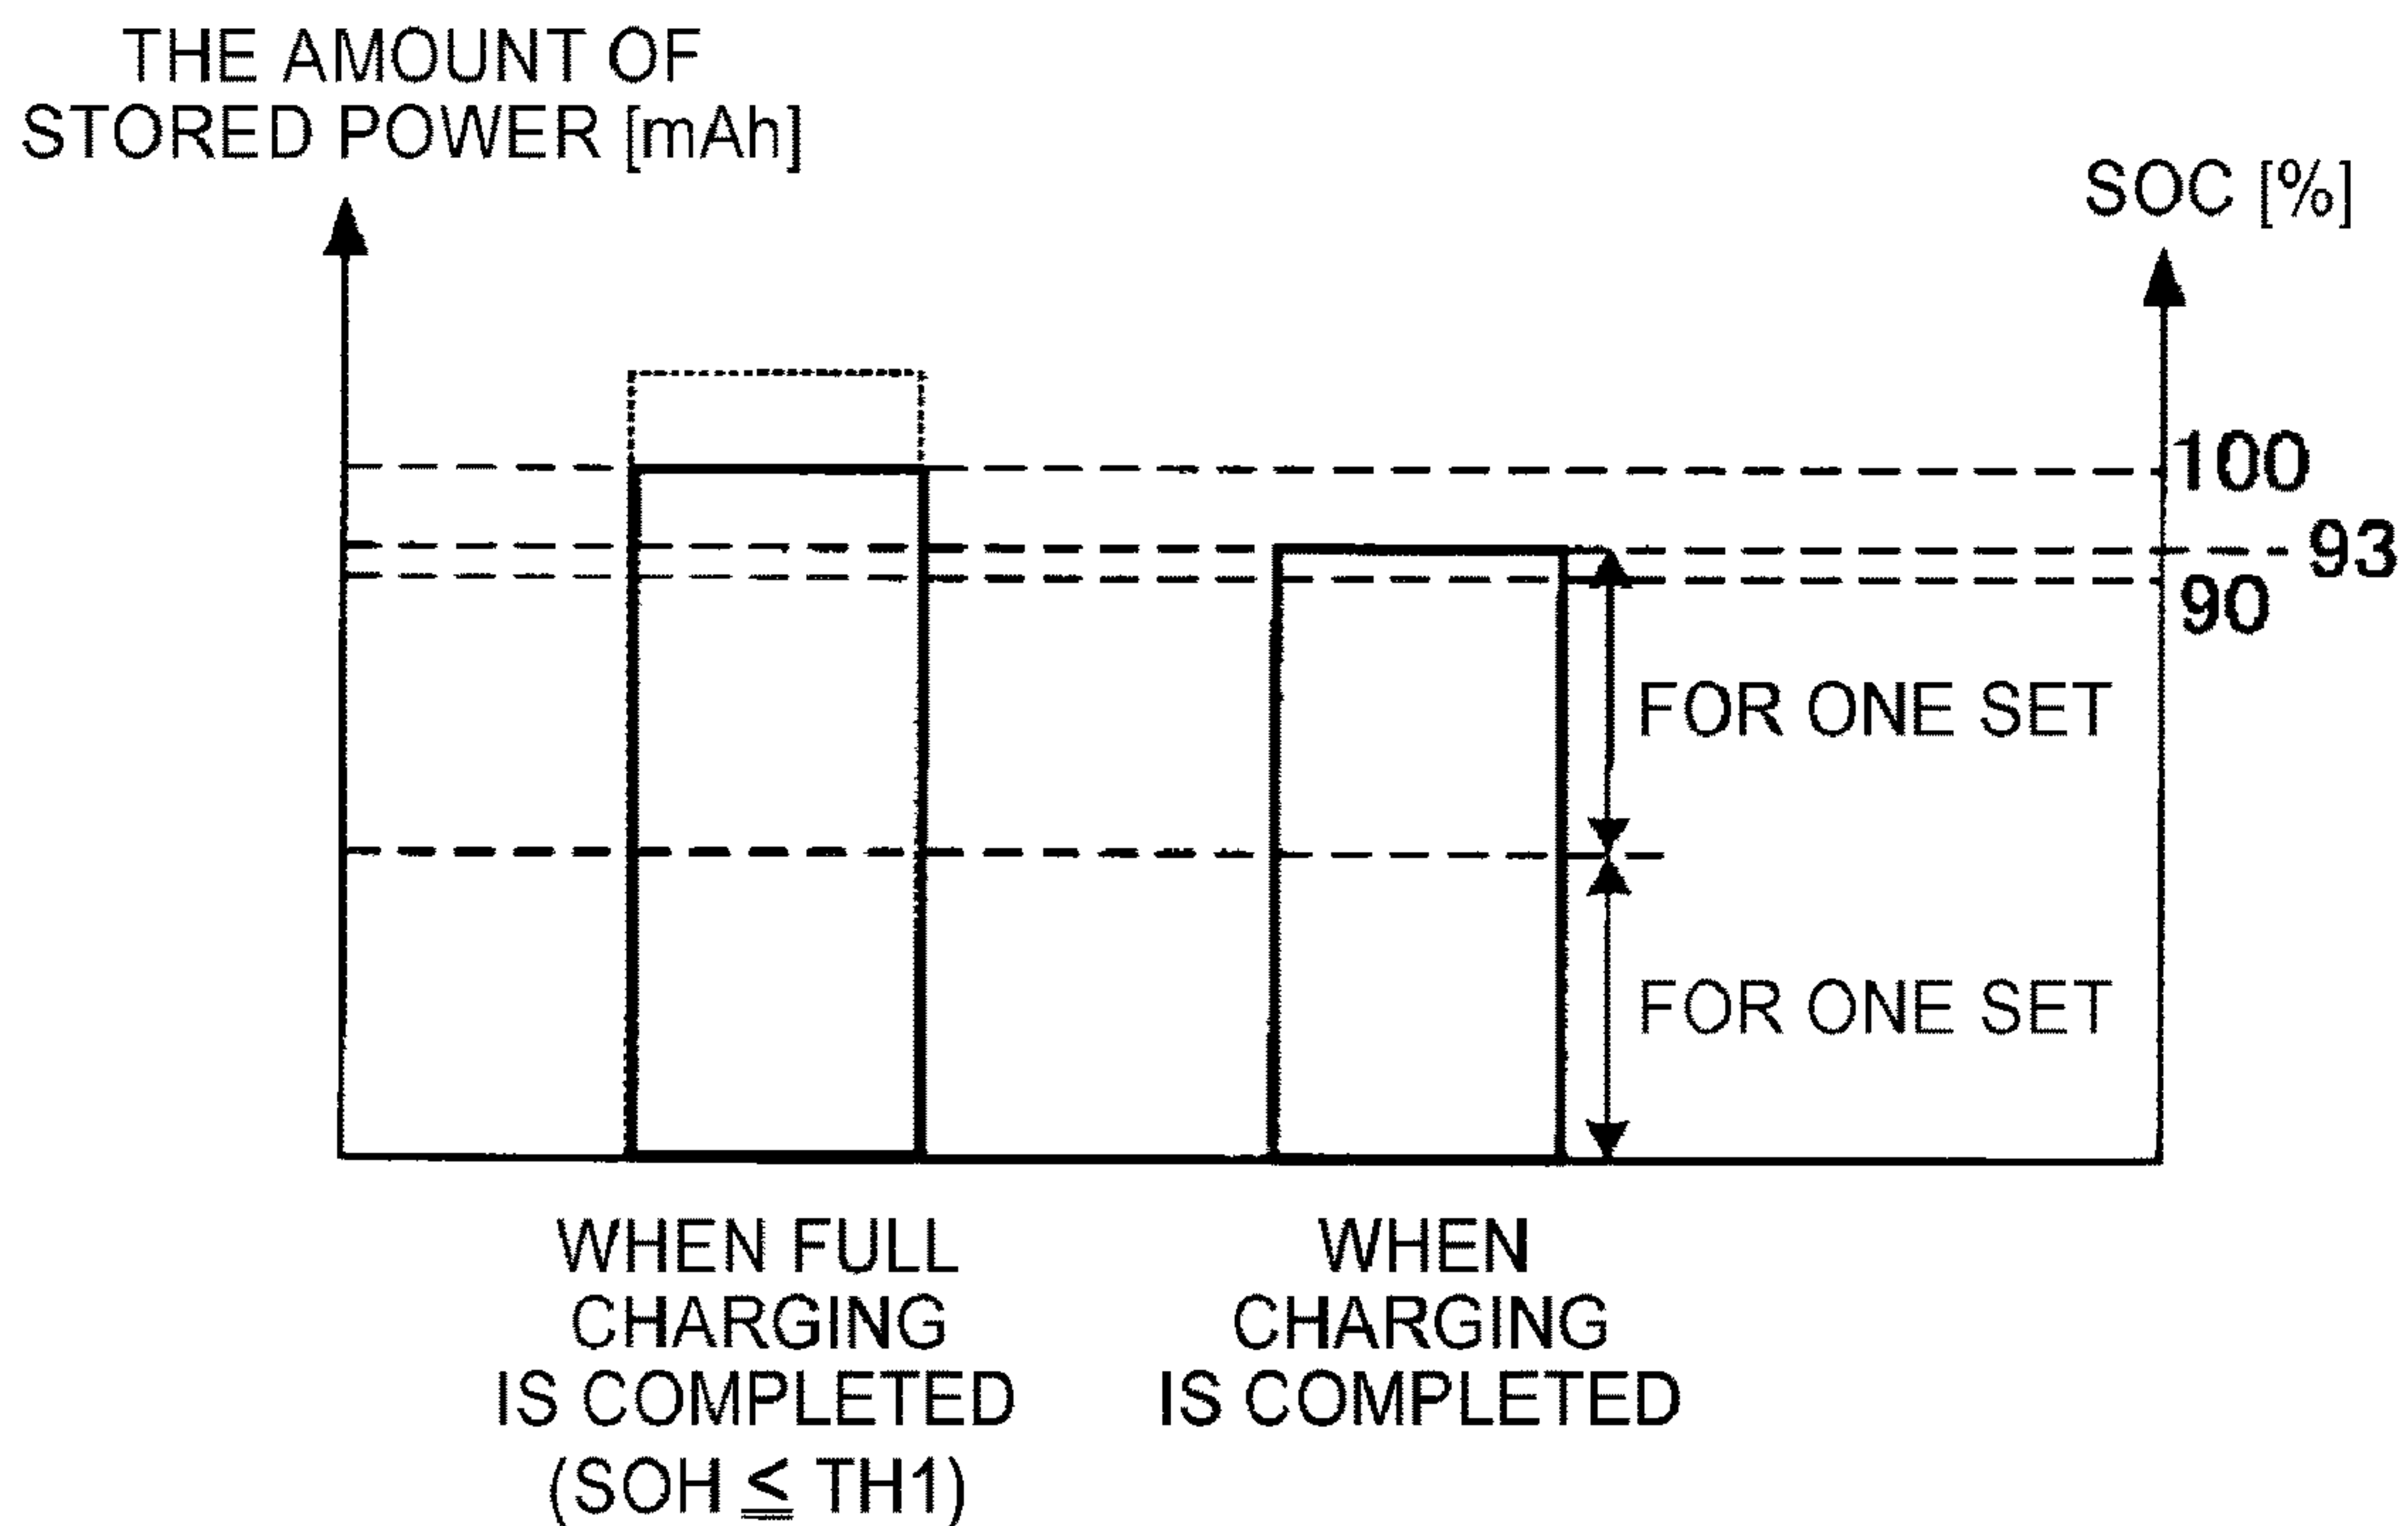 THE AMOUNT OF
STORED POWER [mAh]
SOC [%]
100
93
90
FOR ONE SET
FOR ONE SET
WHEN FULL
CHARGING
IS COMPLETED
(SOH ≦ TH1)
WHEN
CHARGING
IS COMPLETED